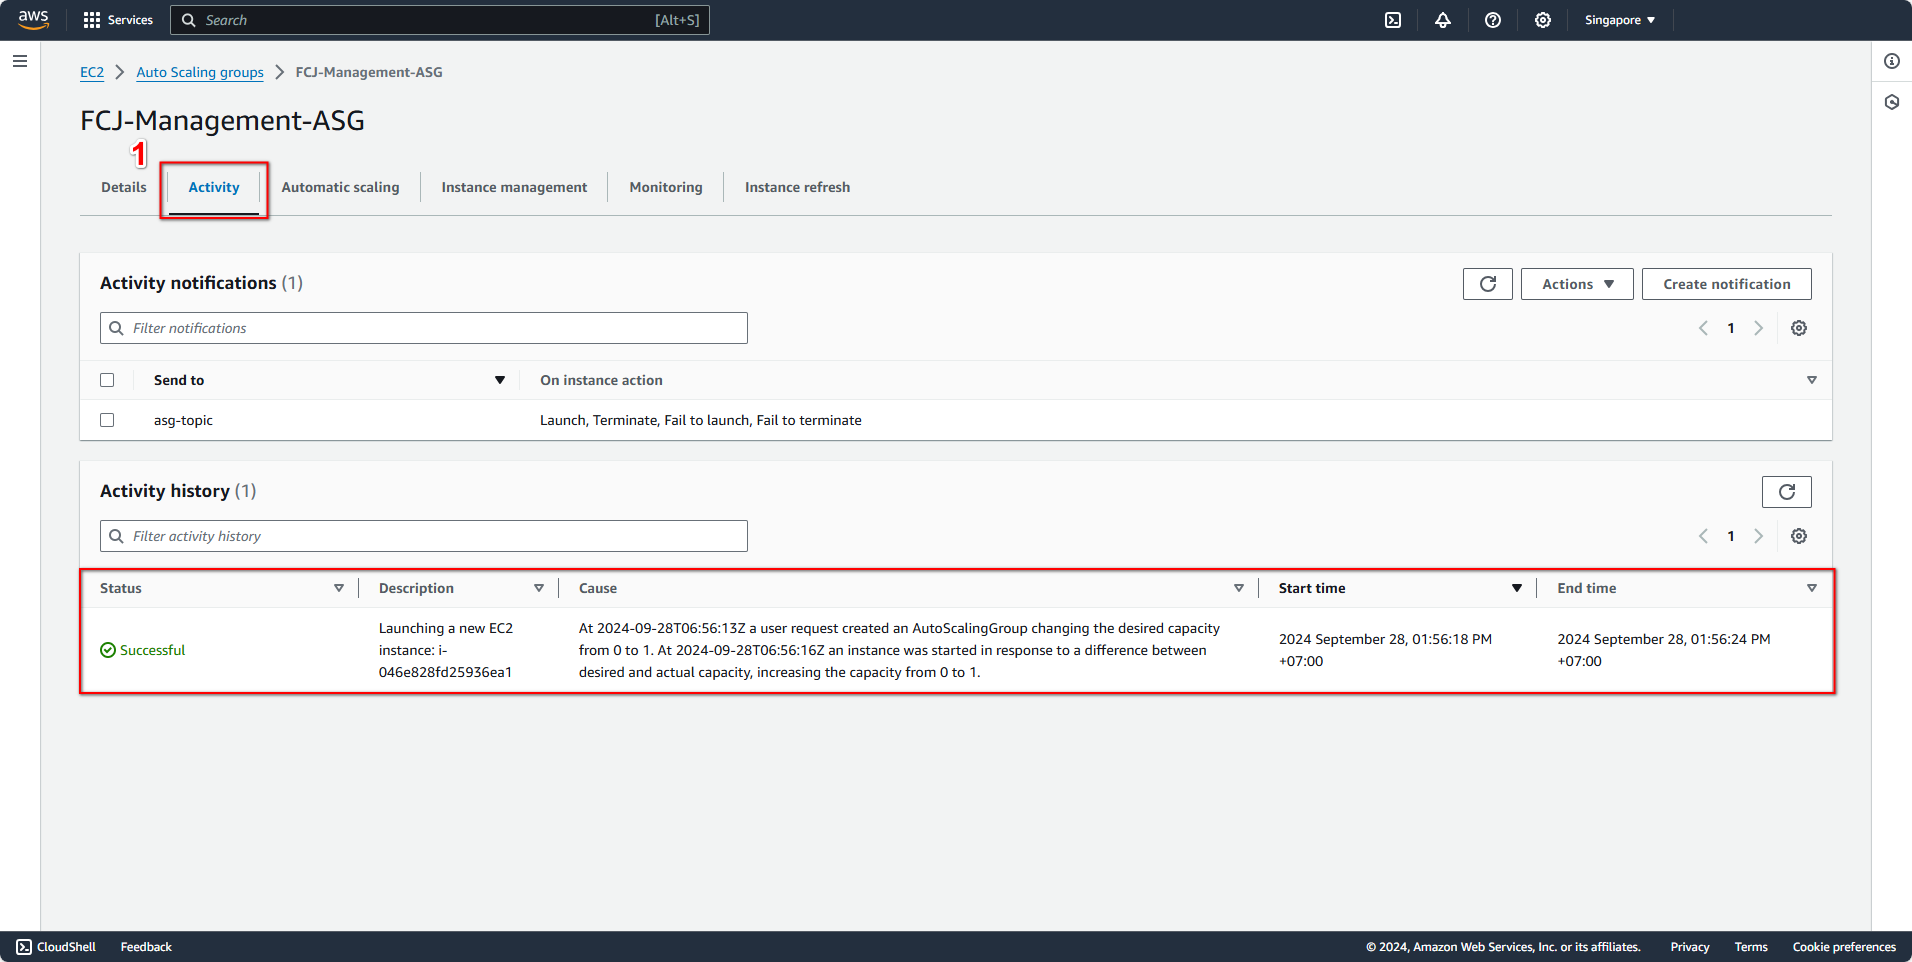 aws Services Search [Alt+S] Singapore
EC2 > Auto Scaling groups > FCJ-Management-ASG
FCJ-Management-ASG
1
Details Activity Automatic scaling Instance management Monitoring Instance refresh
Activity notifications (1)
Actions Create notification
Filter notifications
1
Send to On instance action
asg-topic Launch, Terminate, Fail to launch, Fail to terminate
Activity history (1)
Filter activity history
1
Status Description Cause Start time End time
Successful
Launching a new EC2
instance: i-
046e828fd25936ea1
At 2024-09-28T06:56:13Z a user request created an AutoScalingGroup changing the desired capacity
from 0 to 1. At 2024-09-28T06:56:16Z an instance was started in response to a difference between
desired and actual capacity, increasing the capacity from 0 to 1.
2024 September 28, 01:56:18 PM
+07:00
2024 September 28, 01:56:24 PM
+07:00
CloudShell Feedback © 2024, Amazon Web Services, Inc. or its affiliates. Privacy Terms Cookie preferences